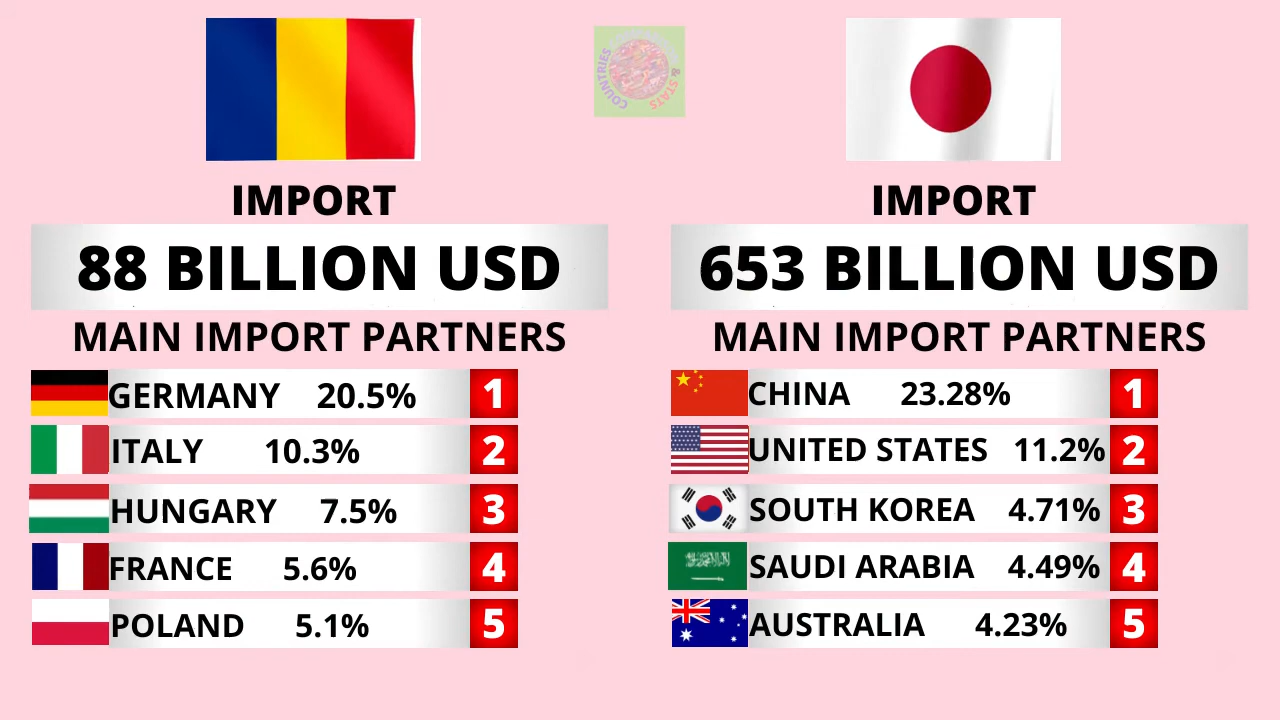 COUNTRIES & STATS
IMPORT
88 BILLION USD
MAIN IMPORT PARTNERS
GERMANY 20.5% 1
ITALY 10.3% 2
HUNGARY 7.5% 3
FRANCE 5.6% 4
POLAND 5.1% 5
IMPORT
653 BILLION USD
MAIN IMPORT PARTNERS
CHINA 23.28% 1
UNITED STATES 11.2% 2
SOUTH KOREA 4.71% 3
SAUDI ARABIA 4.49% 4
AUSTRALIA 4.23% 5